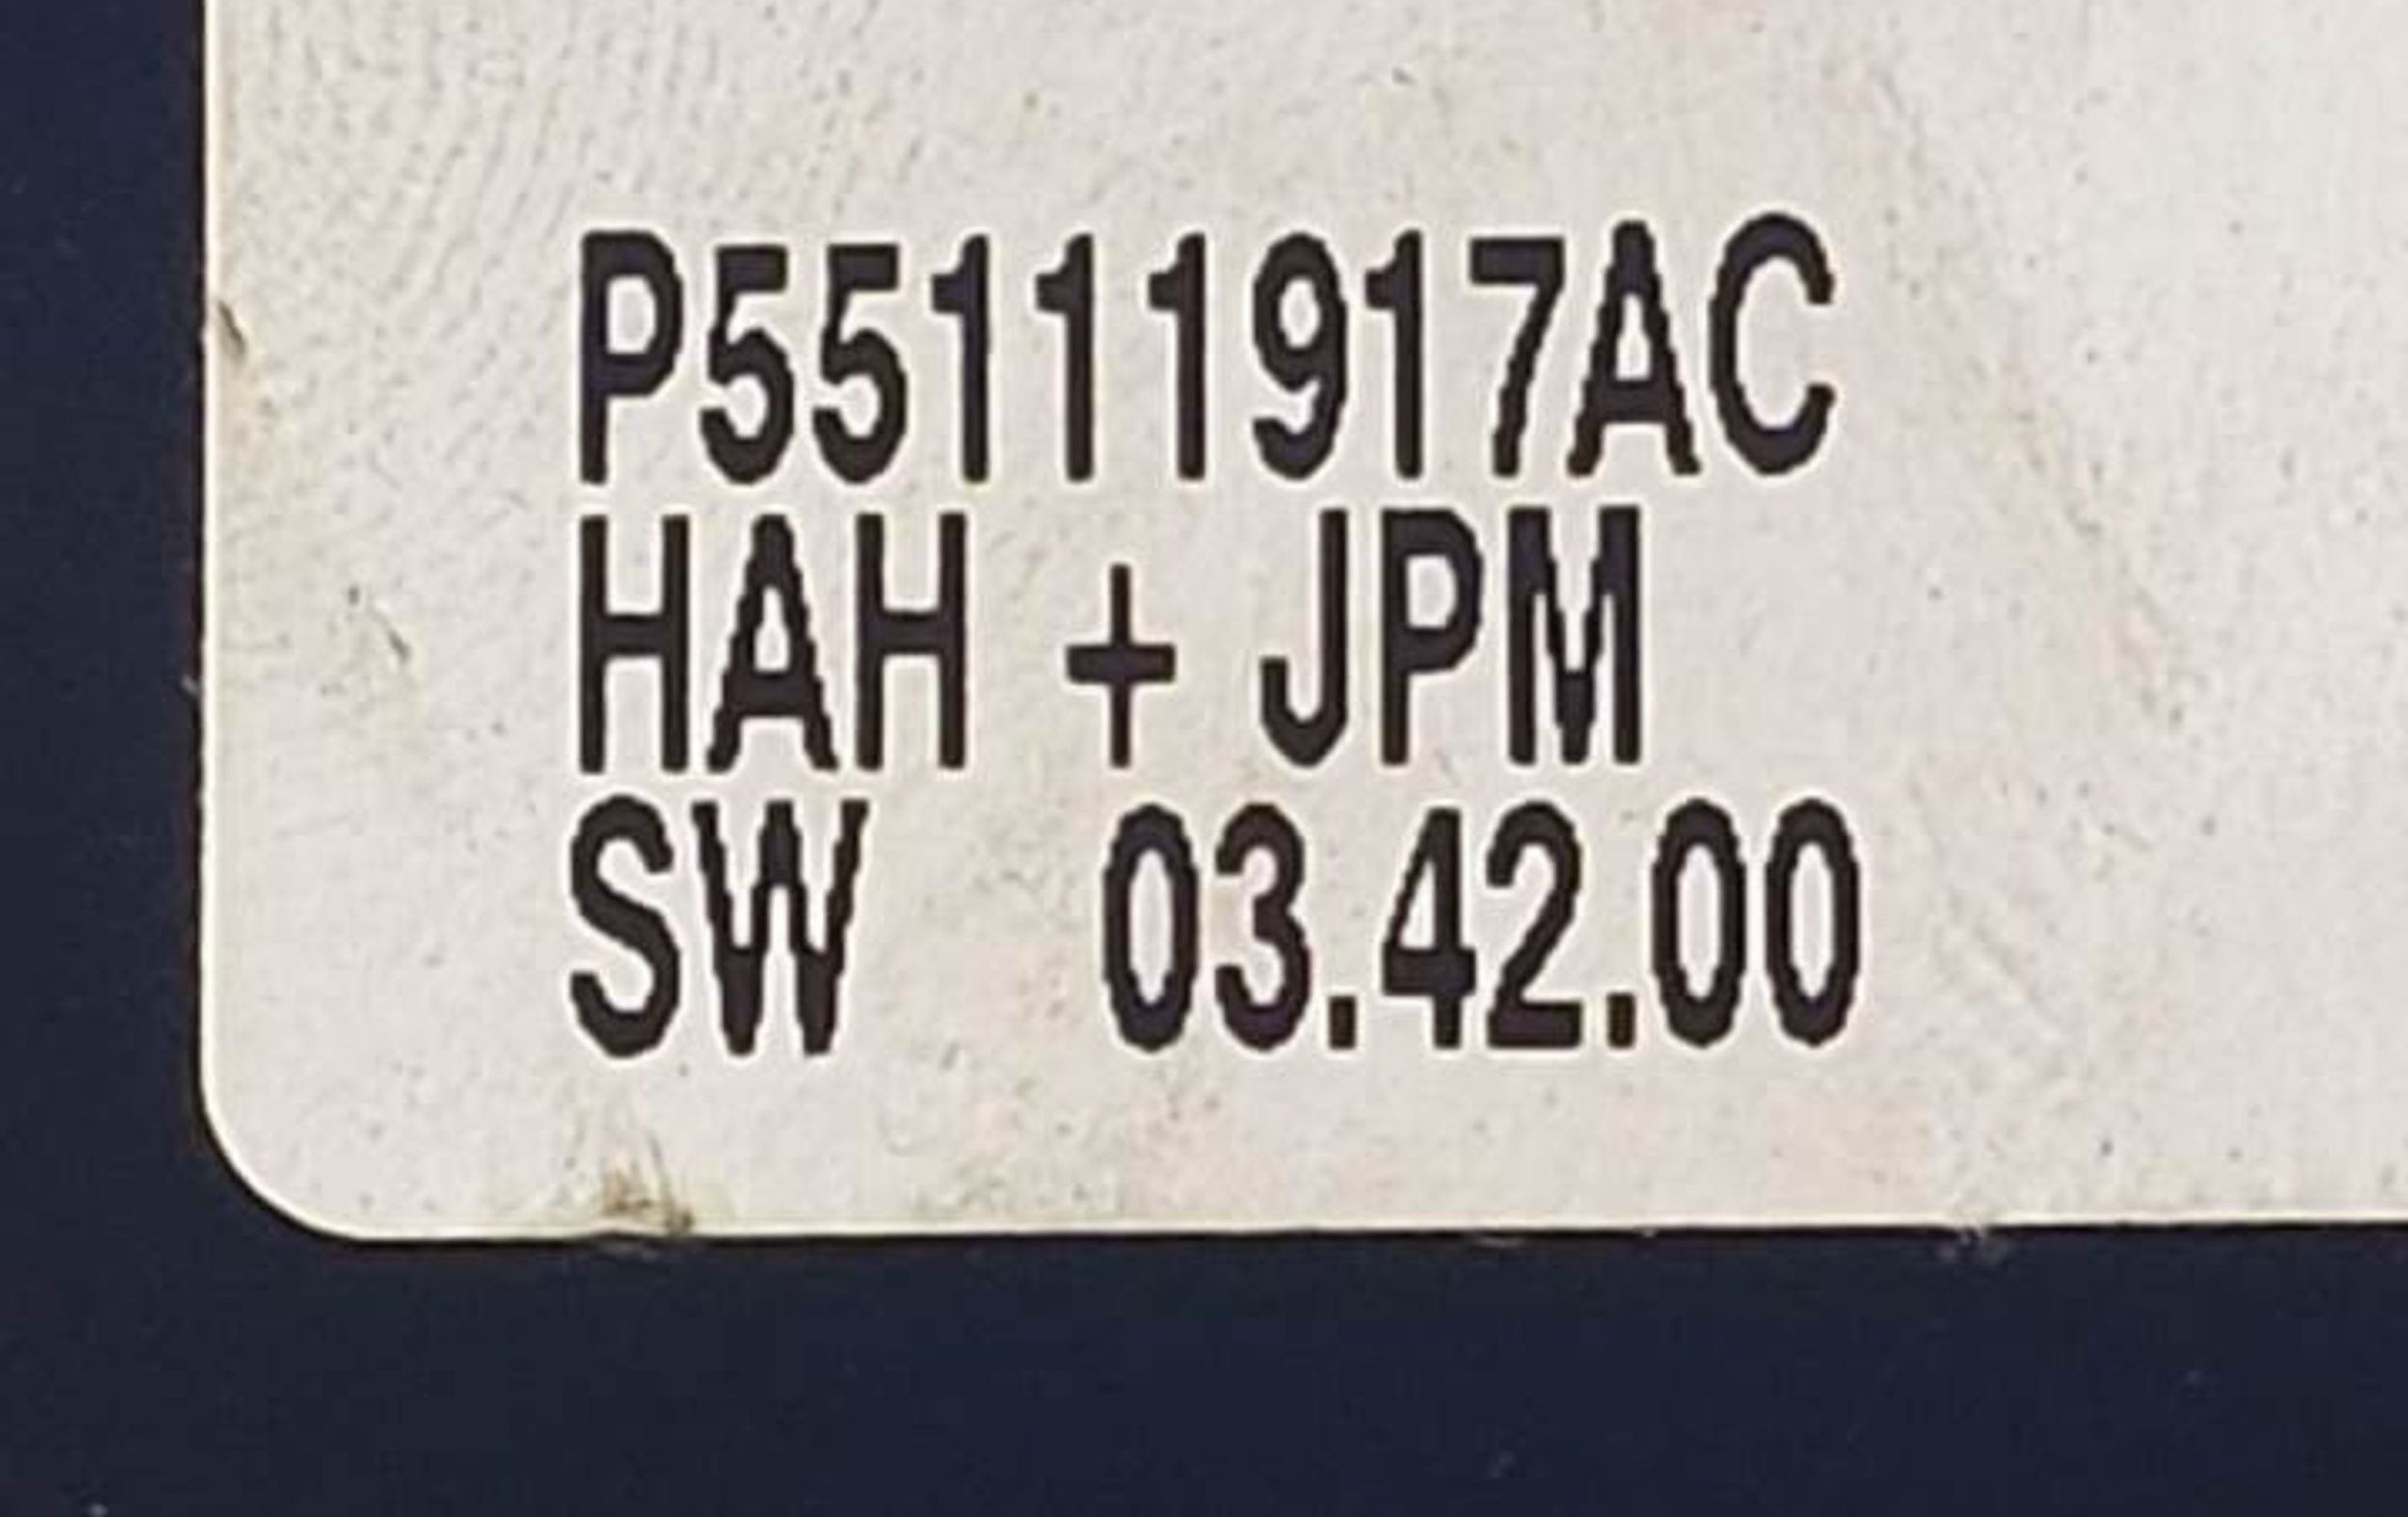 P55111917AC
HAH + JPM
SW 03.42.00